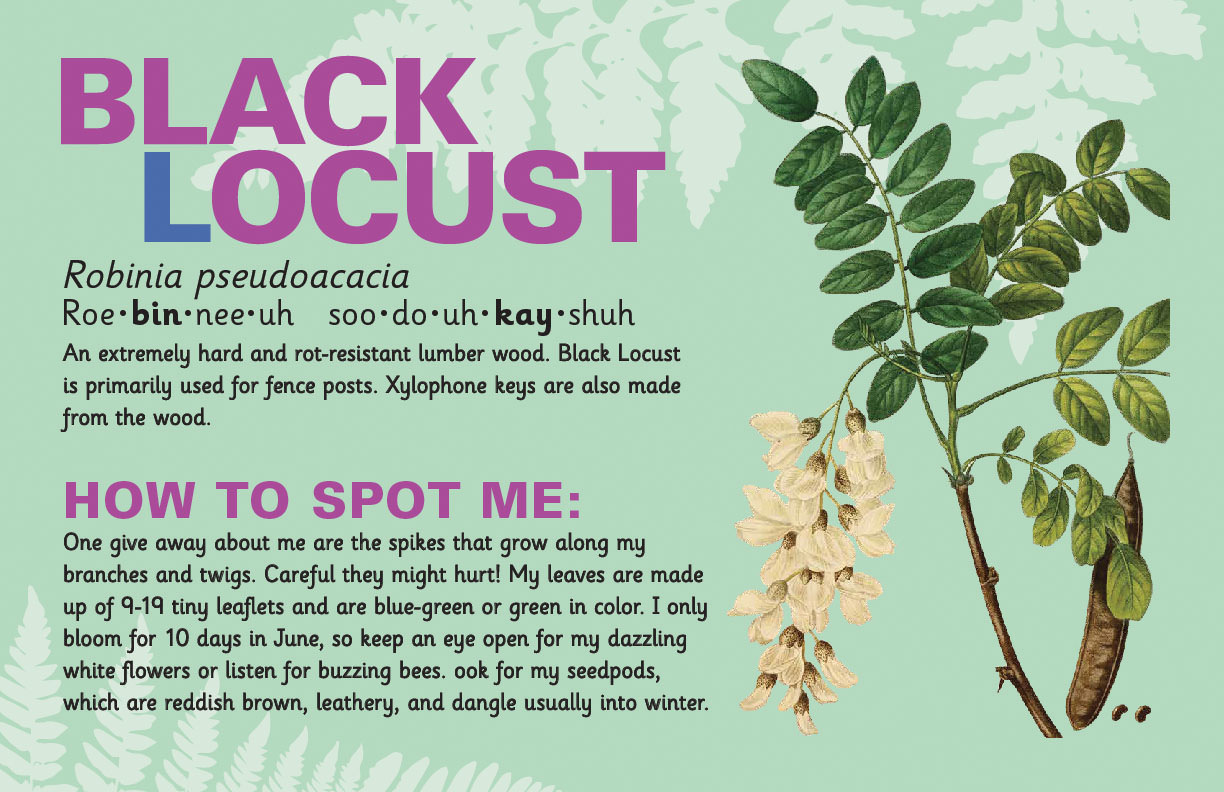 BLACK
LOCUST
Robinia pseudoacacia
Roe•bin•nee•uh soo•do•uh•kay•shuh
An extremely hard and rot-resistant lumber wood. Black Locust
is primarily used for fence posts. Xylophone keys are also made
from the wood.
HOW TO SPOT ME:
One give away about me are the spikes that grow along my
branches and twigs. Careful they might hurt! My leaves are made
up of 9-19 tiny leaflets and are blue-green or green in color. I only
bloom for 10 days in June, so keep an eye open for my dazzling
white flowers or listen for buzzing bees. ook for my seedpods,
which are reddish brown, leathery, and dangle usually into winter.